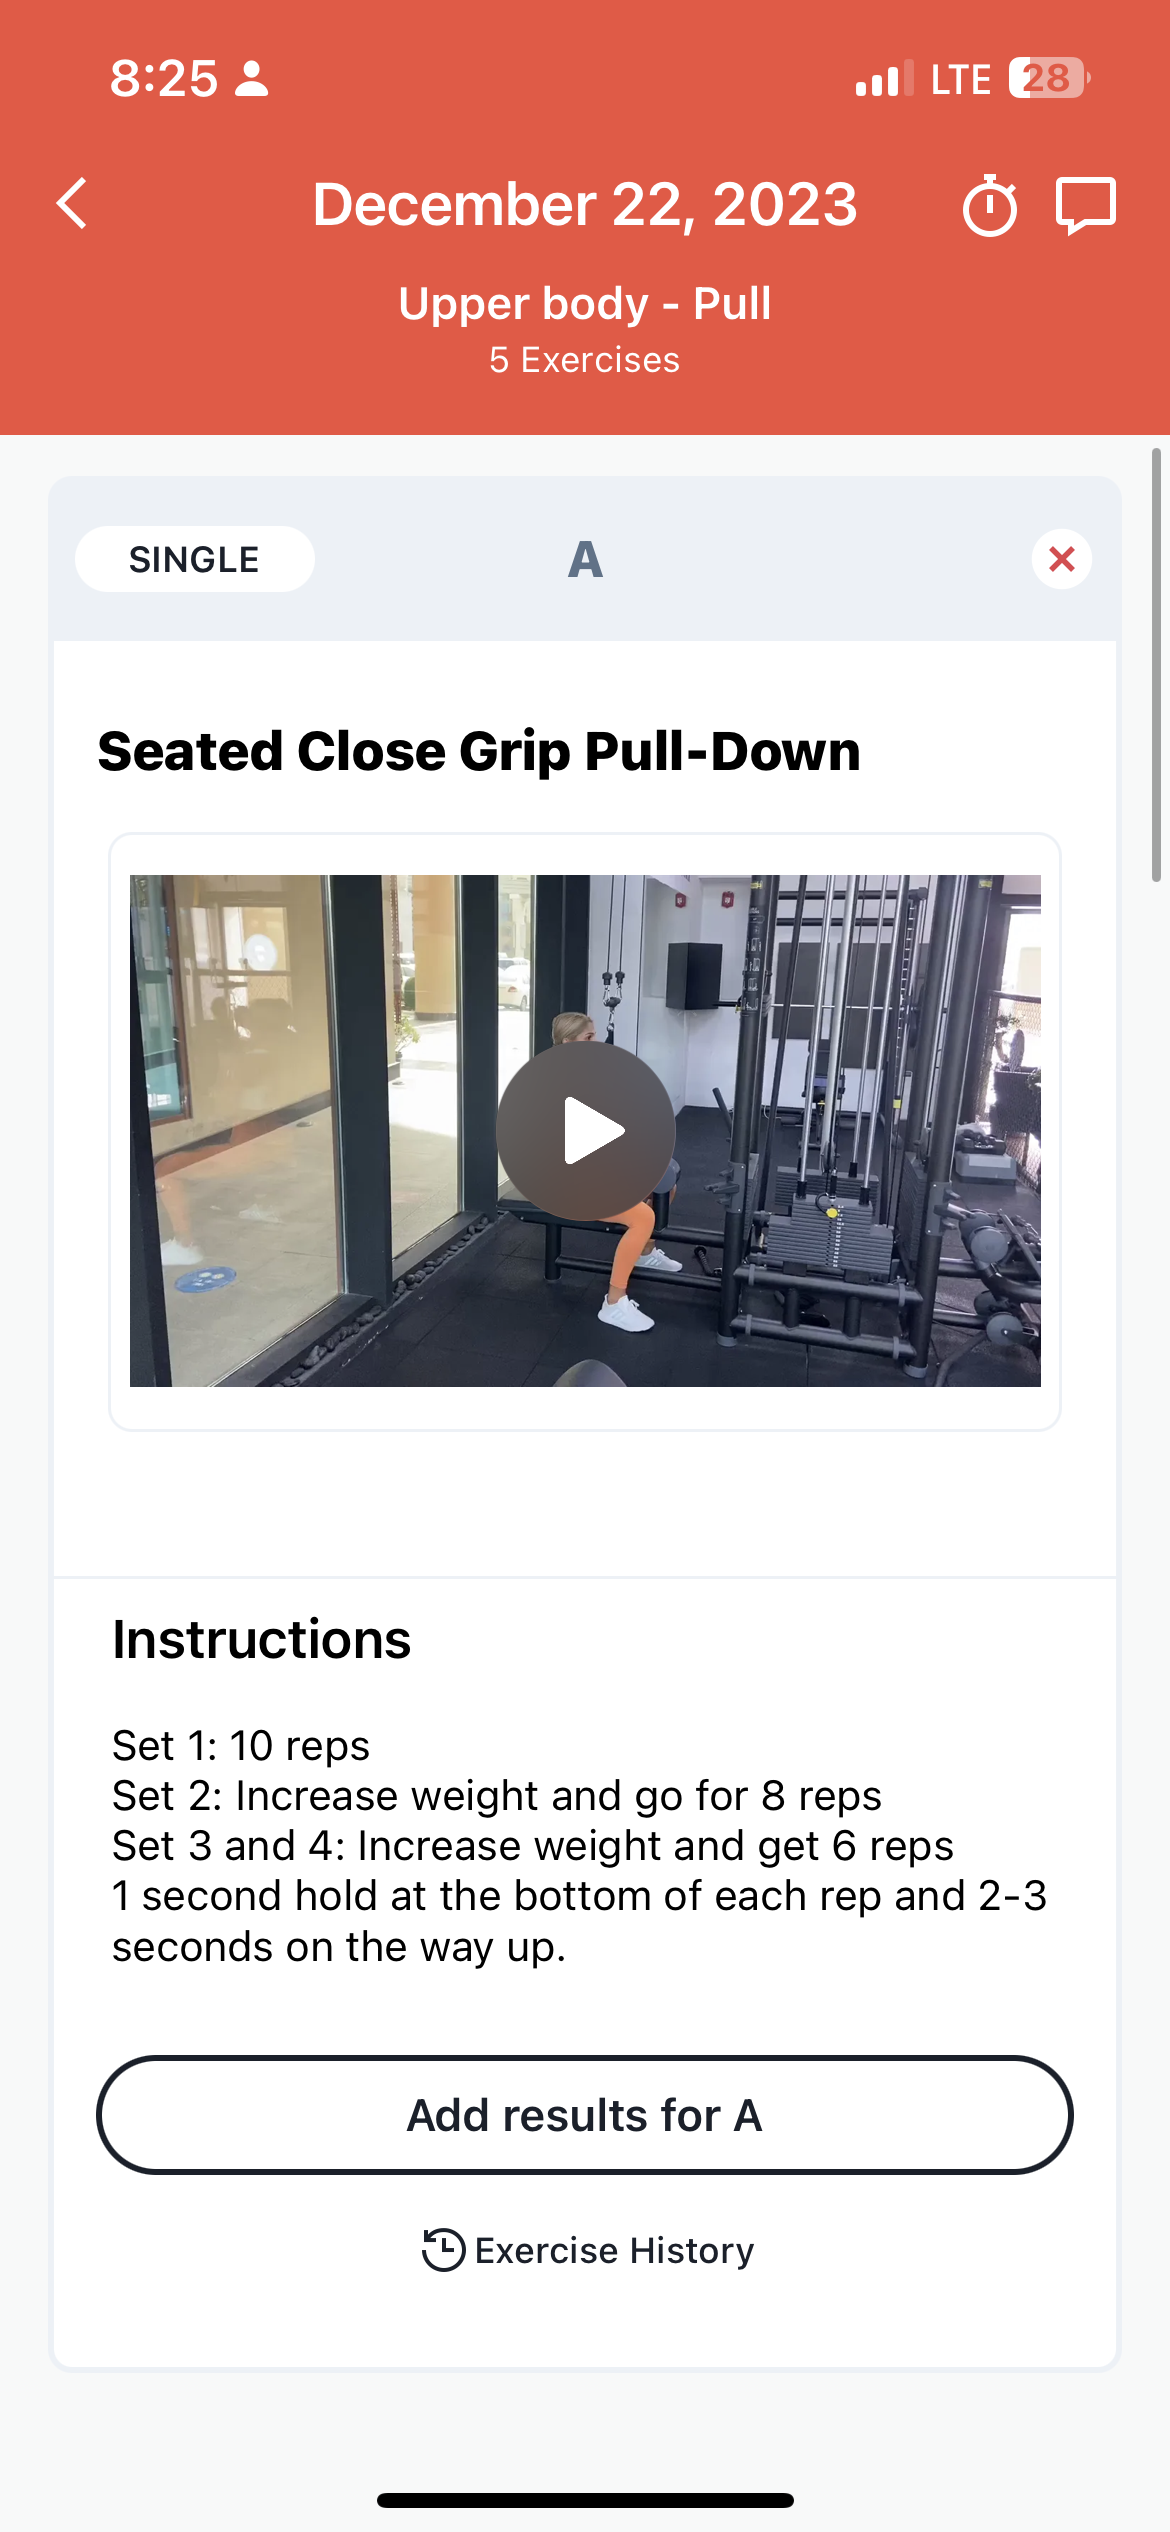 8:25
LTE 28
December 22, 2023
Upper body - Pull
5 Exercises
SINGLE
A
Seated Close Grip Pull-Down
Instructions
Set 1: 10 reps
Set 2: Increase weight and go for 8 reps
Set 3 and 4: Increase weight and get 6 reps
1 second hold at the bottom of each rep and 2-3
seconds on the way up.
Add results for A
Exercise History